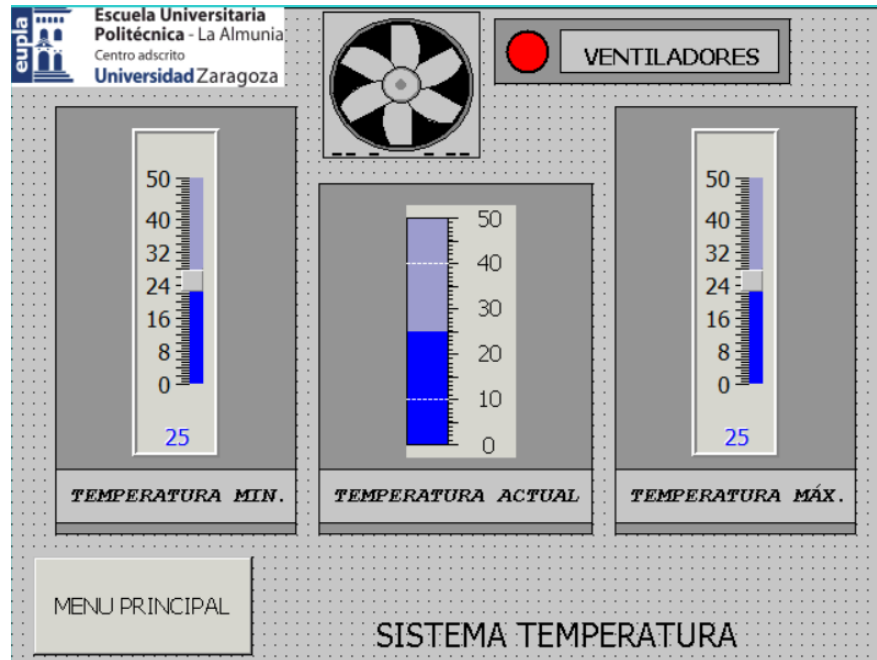 eupla
Escuela Universitaria
Politécnica - La Almunia
Centro adscrito
Universidad Zaragoza
VENTILADORES
50
40
32
24
16
8
0
25
TEMPERATURA MIN.
50
40
30
20
10
0
TEMPERATURA ACTUAL
50
40
32
24
16
8
0
25
TEMPERATURA MÁX.
MENU PRINCIPAL
SISTEMA TEMPERATURA